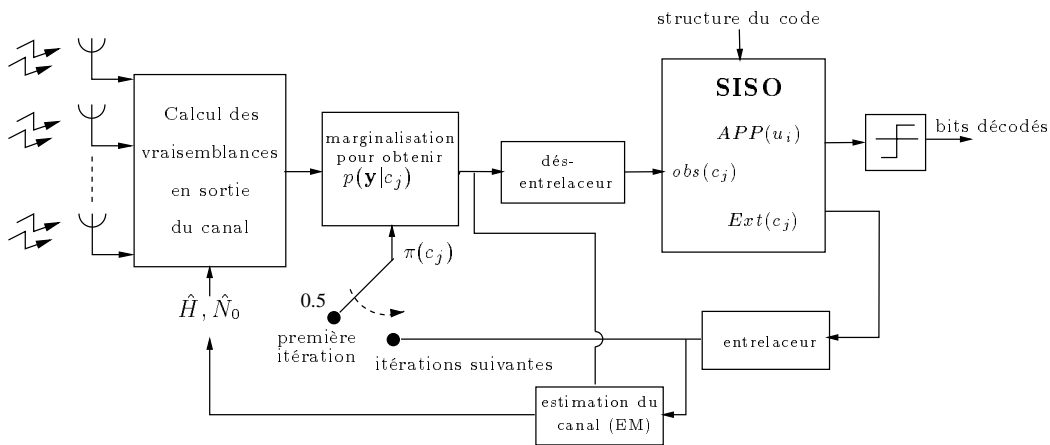 structure du code
SISO
APP(u_i)
obs(c_j)
Ext(c_j)
bits décodés
Calcul des
vraisemblances
en sortie
du canal
marginalisation
pour obtenir
p(y|c_j)
dés-
entrelaceur
π(c_j)
0.5
première
itération
itérations suivantes
entrelaceur
Ĥ, N̂_0
estimation du
canal (EM)